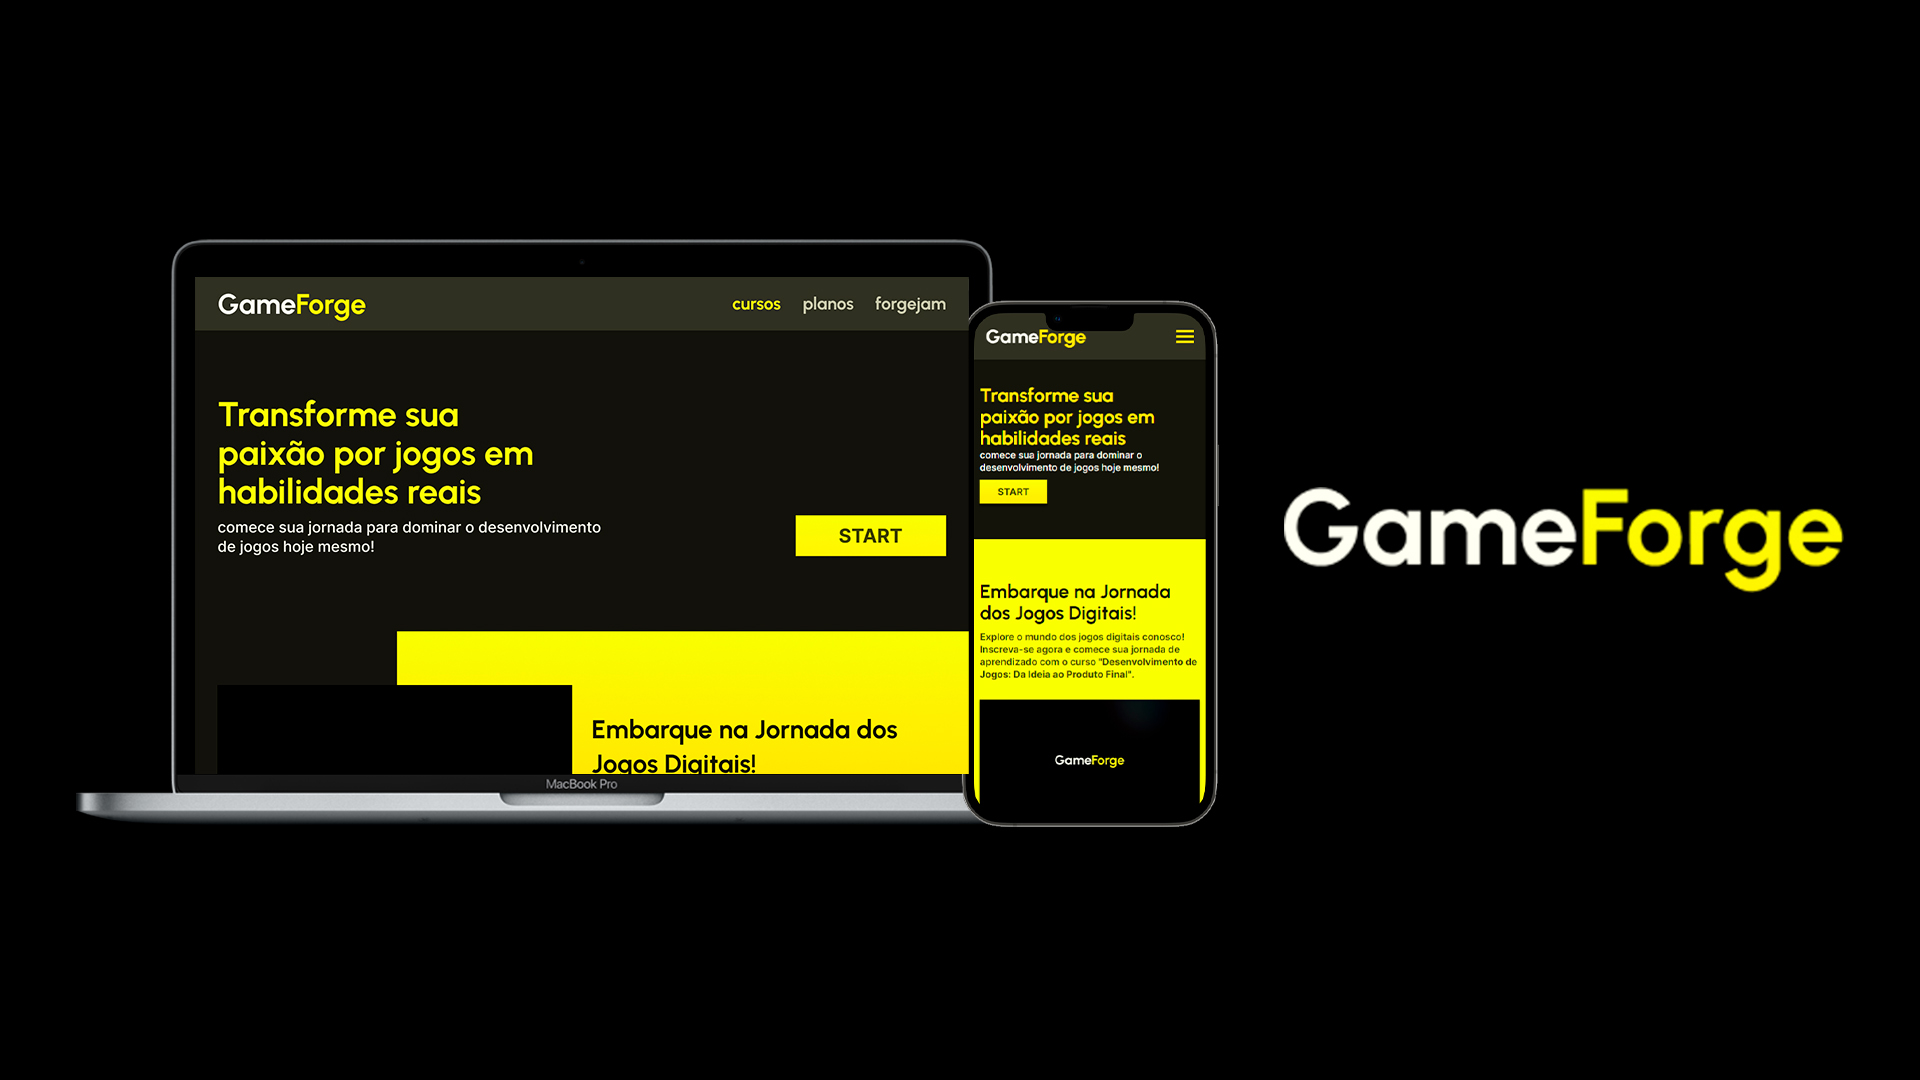 GameForge
cursos planos forgejam
Transforme sua
paixão por jogos em
habilidades reais
comece sua jornada para dominar o desenvolvimento
de jogos hoje mesmo!
START
Embarque na Jornada dos
Jogos Digitais!
MacBook Pro
GameForge
Transforme sua
paixão por jogos em
habilidades reais
comece sua jornada para dominar o
desenvolvimento de jogos hoje mesmo!
START
Embarque na Jornada
dos Jogos Digitais!
Explore o mundo dos jogos digitais conosco!
Inscreva-se agora e comece sua jornada de
aprendizado com o curso "Desenvolvimento de
Jogos: Da Ideia ao Produto Final".
GameForge
GameForge